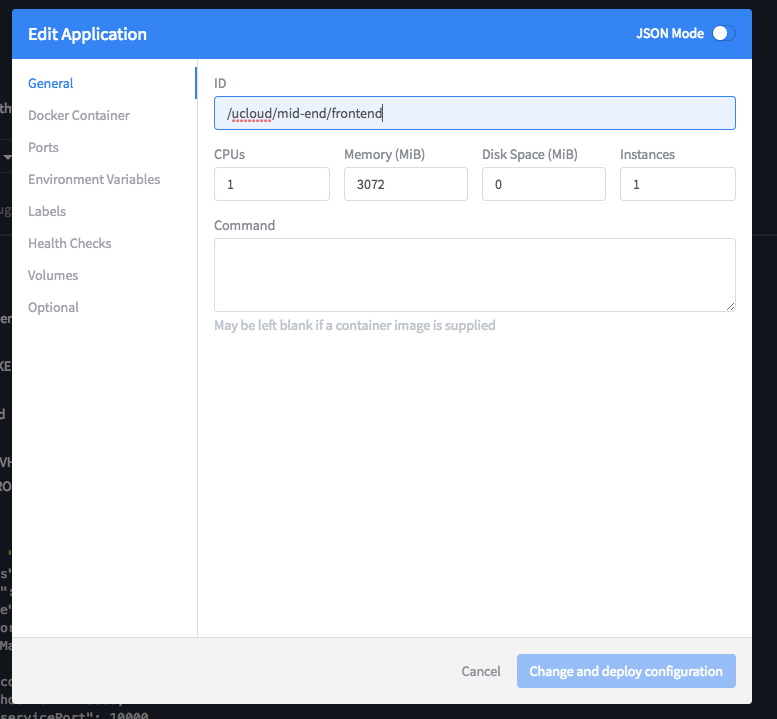 Edit Application
JSON Mode
General
Docker Container
Ports
Environment Variables
Labels
Health Checks
Volumes
Optional
ID
/ucloud/mid-end/frontend
CPUs Memory (MiB) Disk Space (MiB) Instances
1 3072 0 1
Command
May be left blank if a container image is supplied
Cancel
Change and deploy configuration
servicePort": 10000